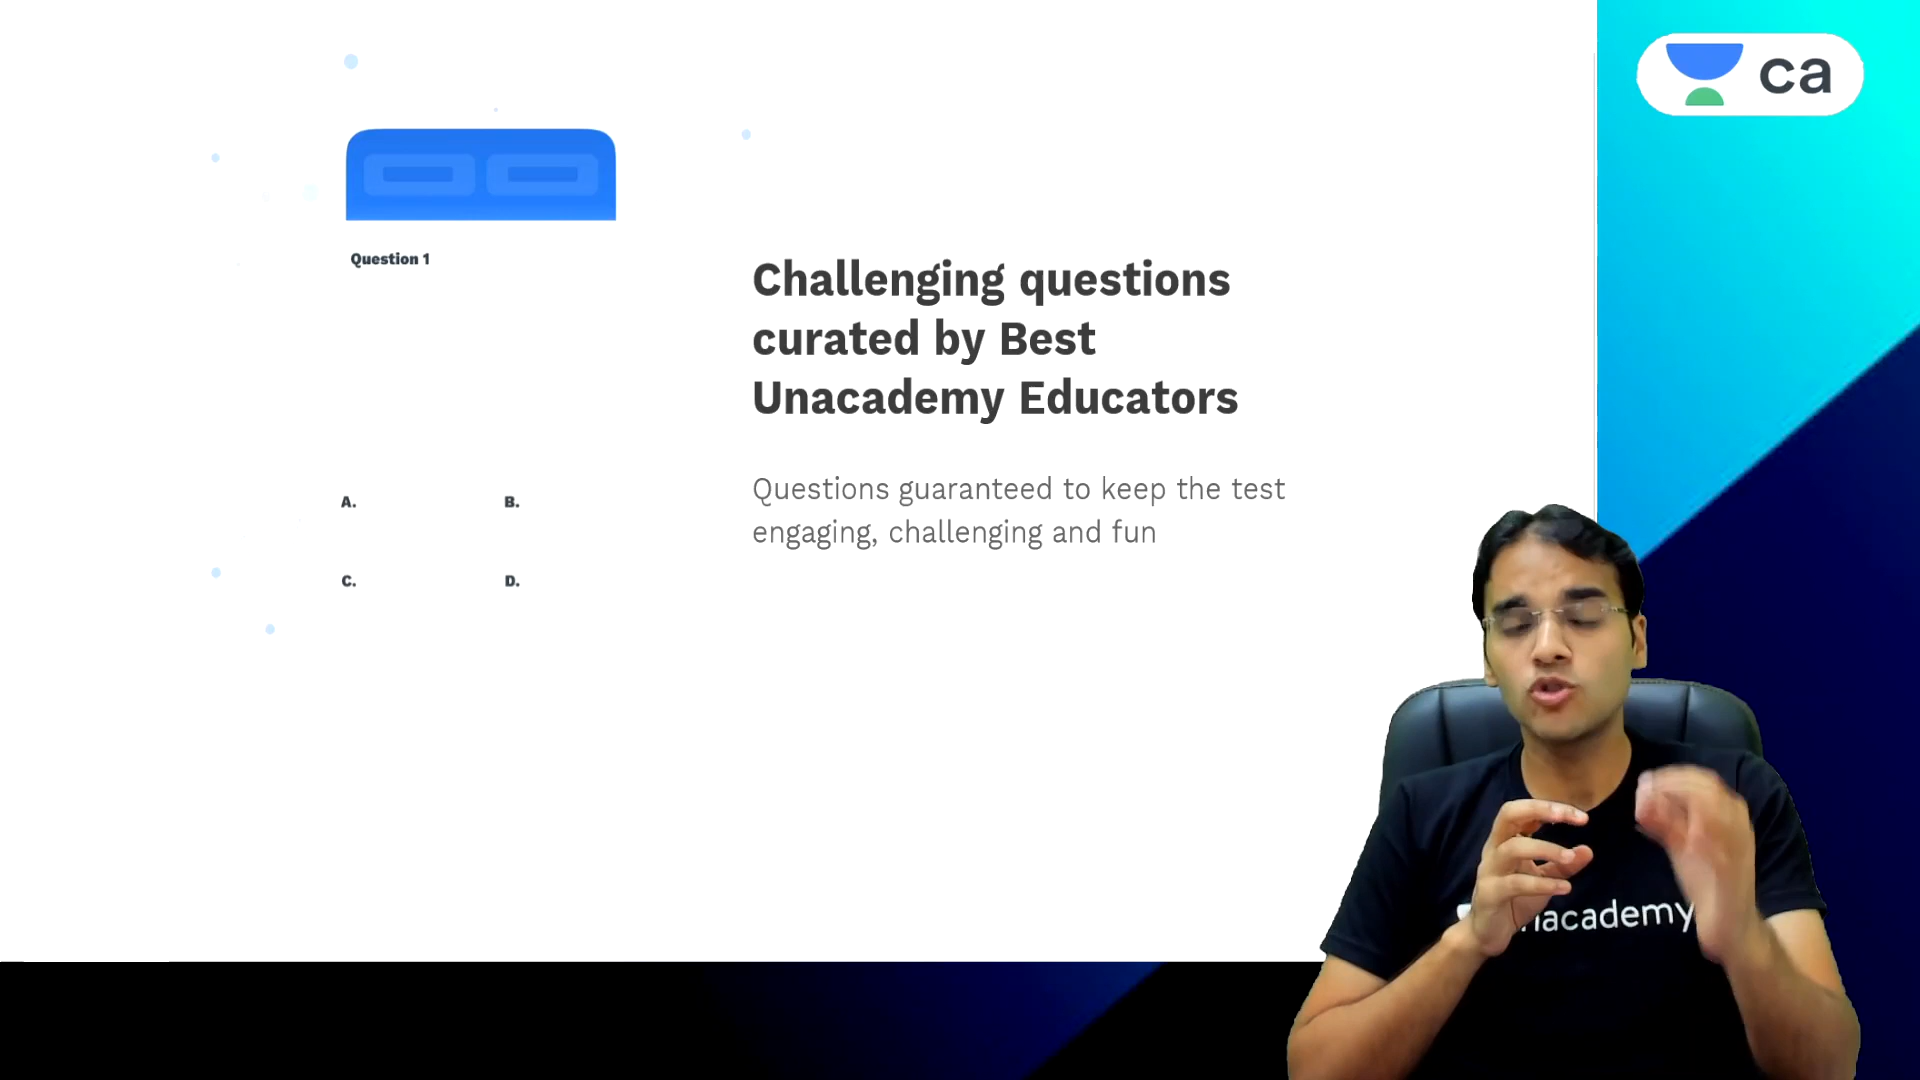 ca
Question 1
A.
B.
C.
D.
Challenging questions
curated by Best
Unacademy Educators
Questions guaranteed to keep the test
engaging, challenging and fun
nacademy